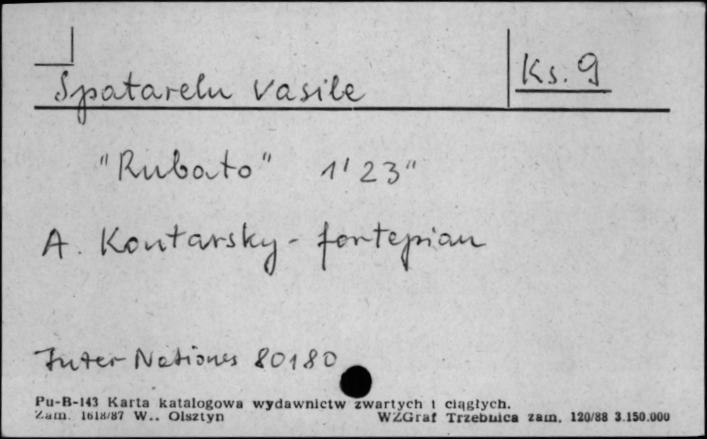 Ks. 9
Spatarelu Vasile
"Rubato" 1'23"
A. Kontarsky - fortepian
Inter Nationes 80180
Pu-B-143 Karta katalogowa wydawnictw zwartych i ciągłych.
Zam. 1618/87 W.. Olsztyn WZGraf Trzebnica zam. 120/88 3.150.000